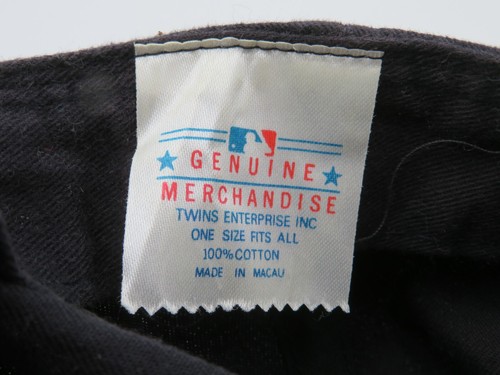 GENUINE
MERCHANDISE
TWINS ENTERPRISE INC
ONE SIZE FITS ALL
100% COTTON
MADE IN MACAU